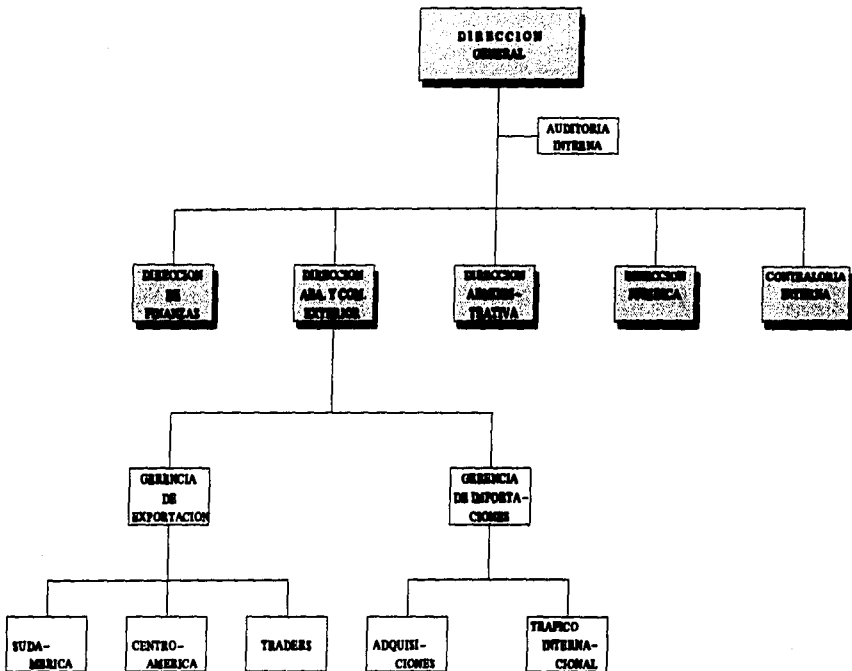 DIRECCION
GENERAL
AUDITORIA
INTERNA
DIRECCION
DE
FINANZAS
DIRECCION
ABA. Y COM.
EXTERIOR
DIRECCION
ADMINIS-
TRATIVA
DIRECCION
JURIDICA
CONTRALORIA
INTERNA
GERENCIA
DE
EXPORTACION
GERENCIA
DE IMPORTA-
CIONES
SUDA-
MERICA
CENTRO-
AMERICA
TRADERS
ADQUISI-
CIONES
TRAFICO
INTERNA-
CIONAL